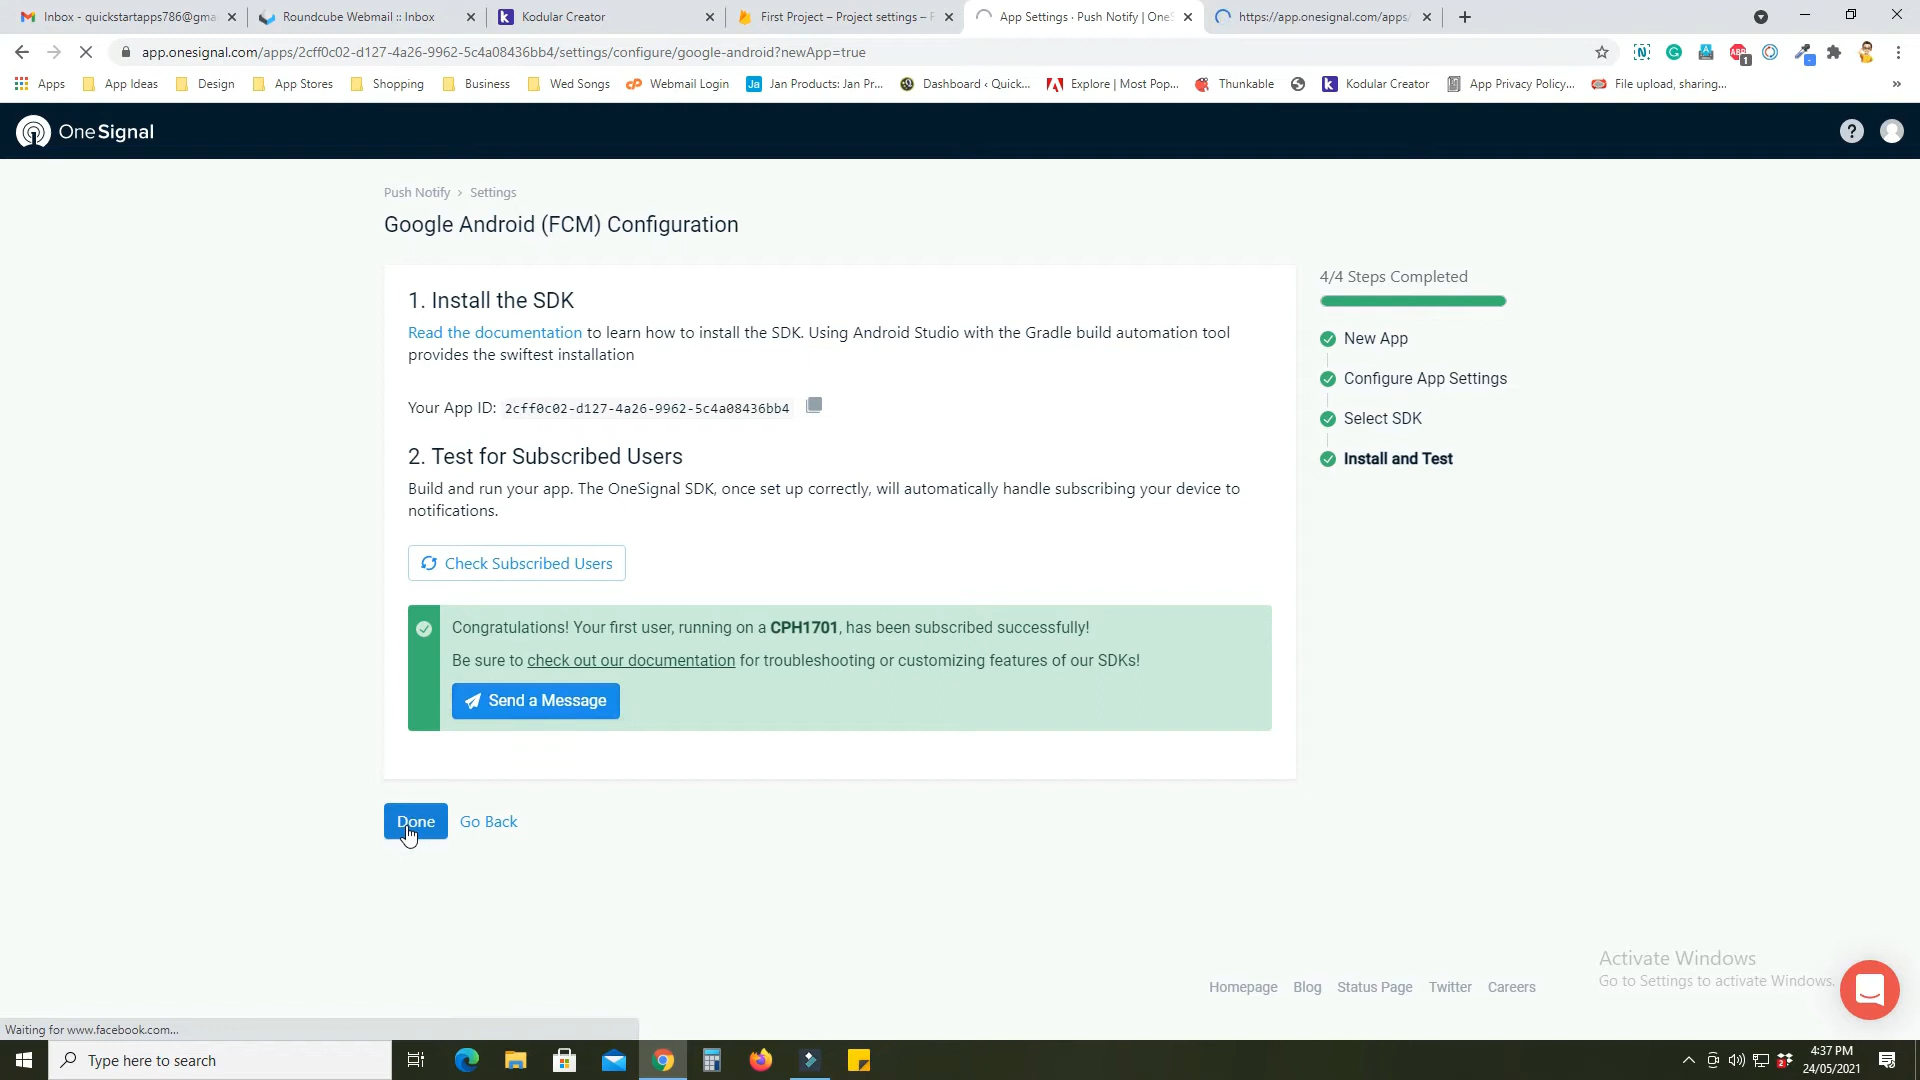 Inbox - quickstartapps786@gma
Roundcube Webmail :: Inbox
Kodular Creator
First Project – Project settings – F
App Settings · Push Notify | OneS
https://app.onesignal.com/apps/
app.onesignal.com/apps/2cff0c02-d127-4a26-9962-5c4a08436bb4/settings/configure/google-android?newApp=true
Apps
App Ideas
Design
App Stores
Shopping
Business
Wed Songs
Webmail Login
Jan Products: Jan Pr...
Dashboard ‹ Quick...
Explore | Most Pop...
Thunkable
Kodular Creator
App Privacy Policy...
File upload, sharing...
OneSignal
Push Notify › Settings
Google Android (FCM) Configuration
1. Install the SDK
Read the documentation to learn how to install the SDK. Using Android Studio with the Gradle build automation tool
provides the swiftest installation
Your App ID: 2cff0c02-d127-4a26-9962-5c4a08436bb4
2. Test for Subscribed Users
Build and run your app. The OneSignal SDK, once set up correctly, will automatically handle subscribing your device to
notifications.
Check Subscribed Users
Congratulations! Your first user, running on a CPH1701, has been subscribed successfully!
Be sure to check out our documentation for troubleshooting or customizing features of our SDKs!
Send a Message
Done
Go Back
4/4 Steps Completed
New App
Configure App Settings
Select SDK
Install and Test
Activate Windows
Go to Settings to activate Windows.
Homepage
Blog
Status Page
Twitter
Careers
Waiting for www.facebook.com...
Type here to search
4:37 PM
24/05/2021